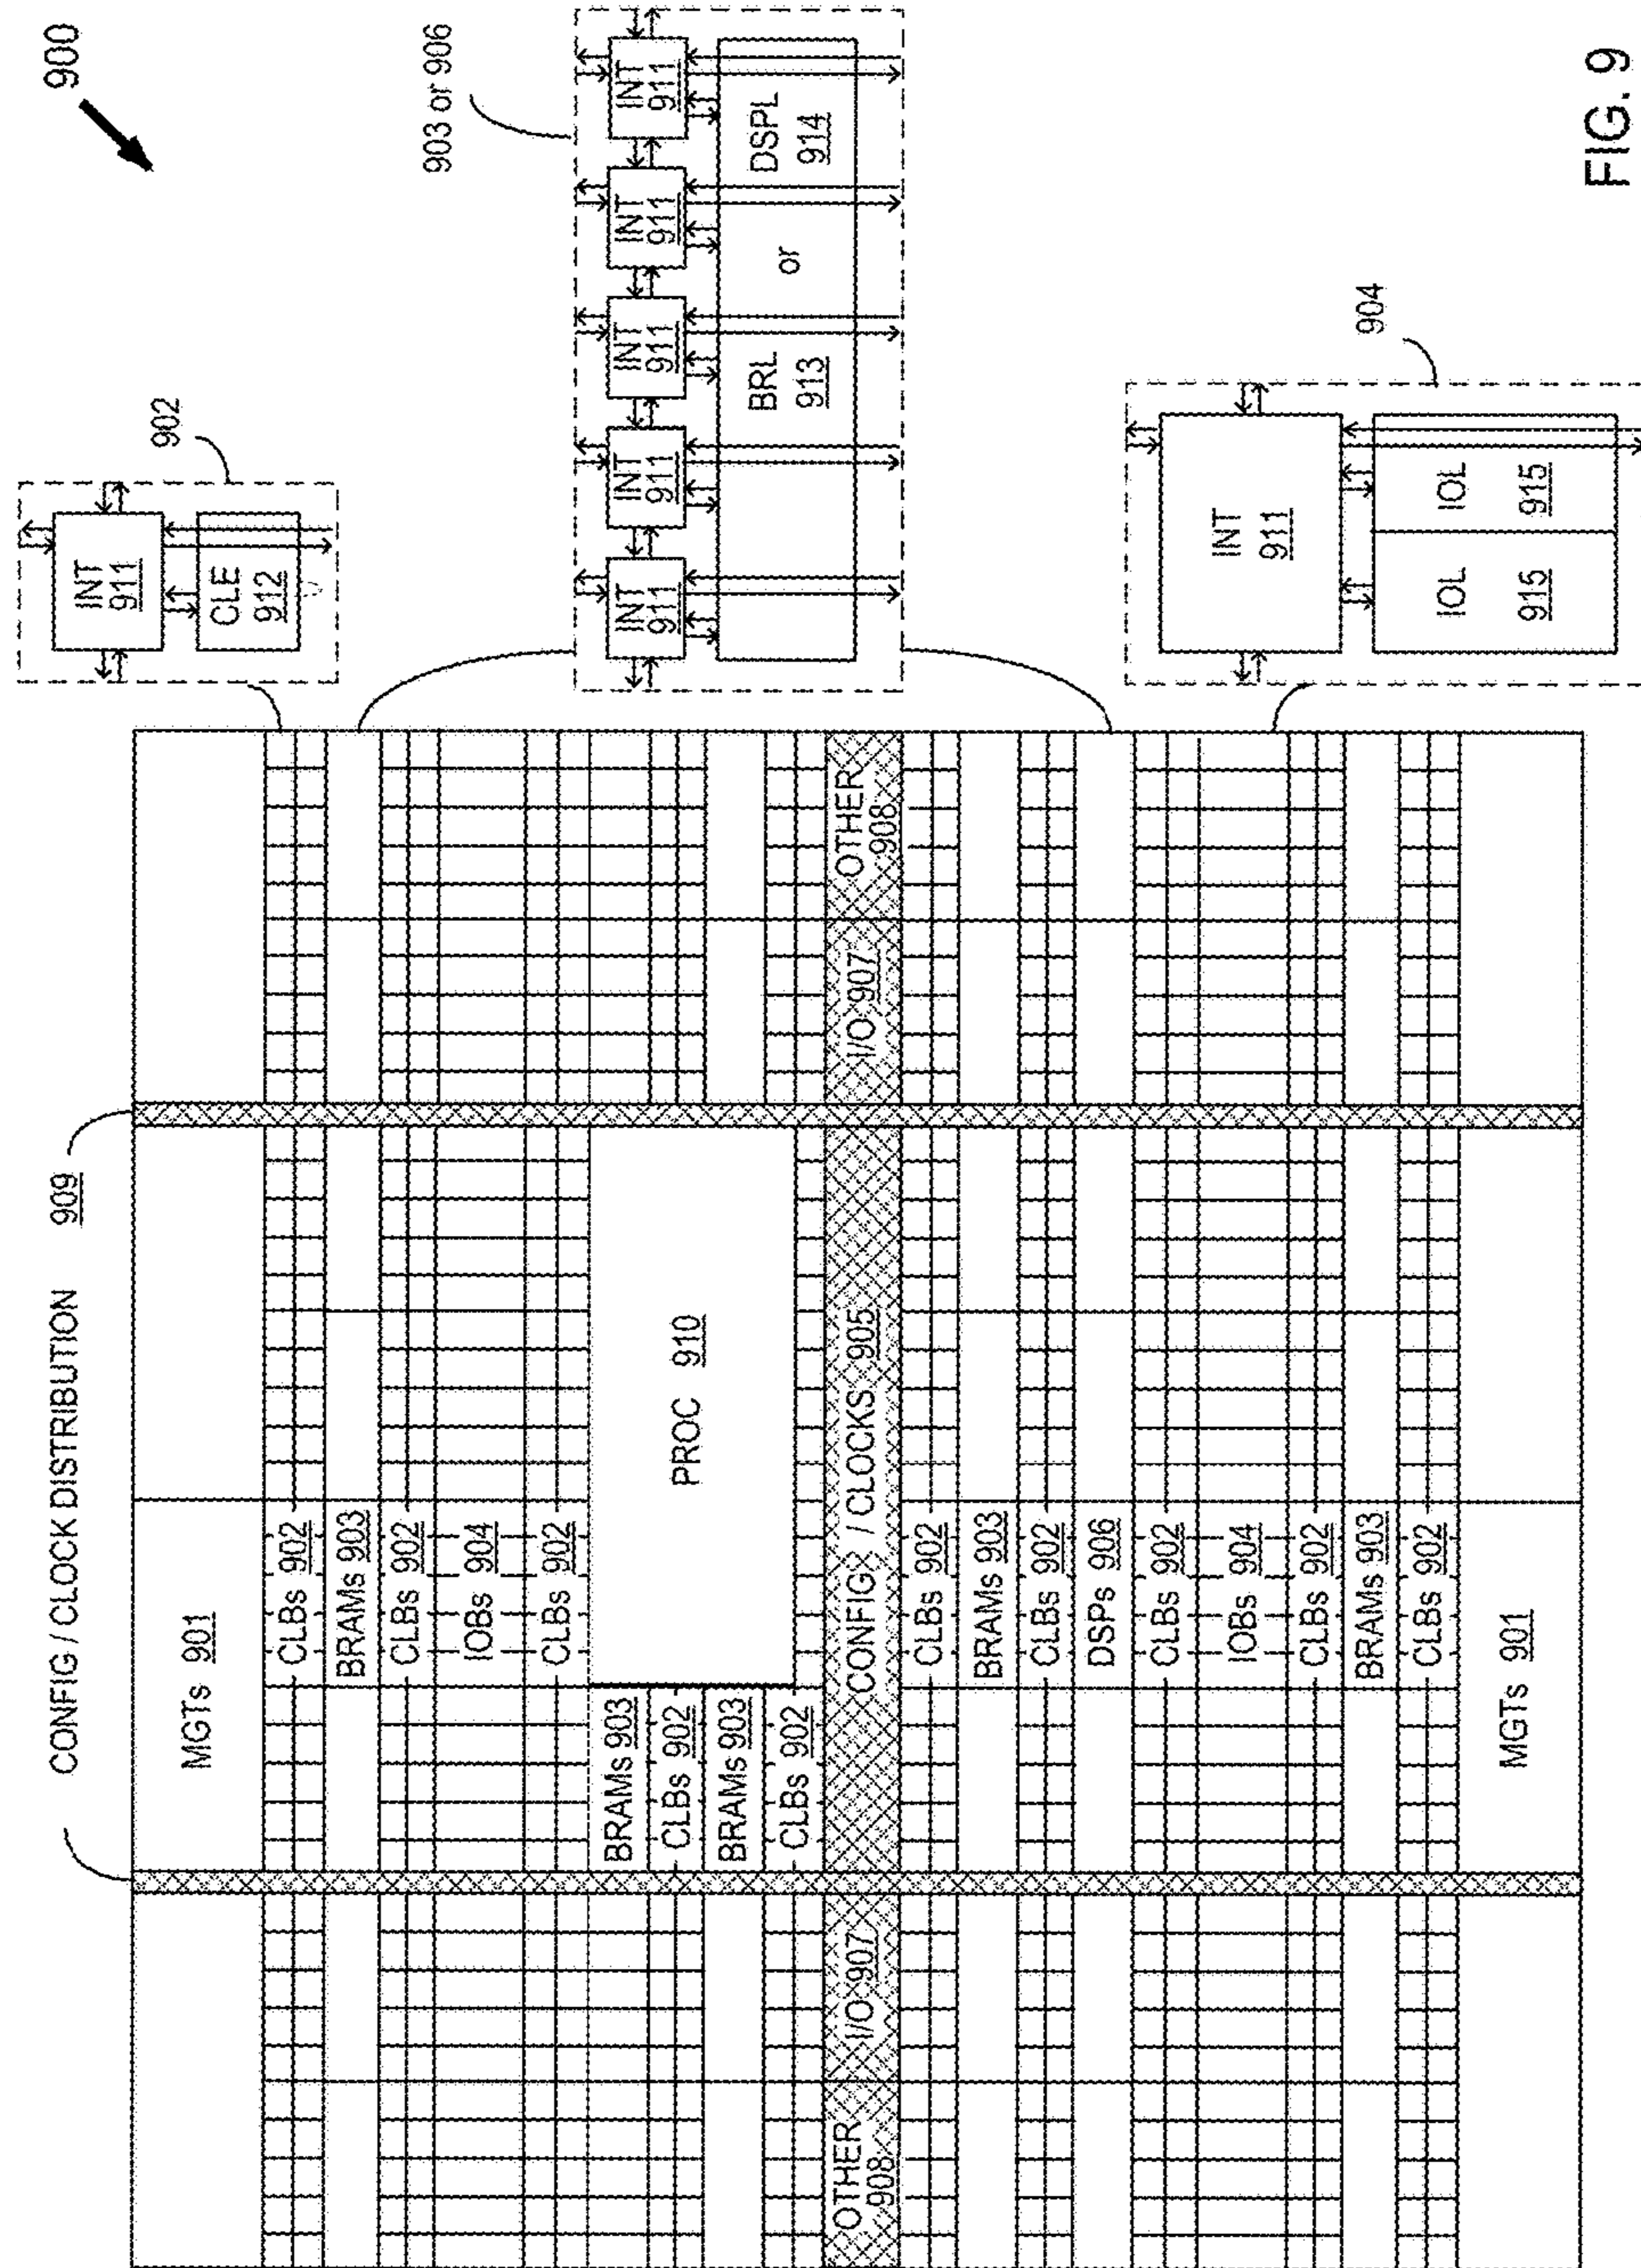 900
CONFIG / CLOCK DISTRIBUTION 909
MGTs 901
CLBs 902
BRAMs 903
CLBs 902
IOBs 904
CLBs 902
PROC 910
BRAMs 903
CLBs 902
BRAMs 903
CLBs 902
OTHER
908
I/O 907
CONFIG / CLOCKS 905
I/O 907
OTHER
908
CLBs 902
BRAMs 903
CLBs 902
DSPs 906
CLBs 902
IOBs 904
CLBs 902
BRAMs 903
CLBs 902
MGTs 901
902
INT
911
CLE
912
903 or 906
INT
911
INT
911
INT
911
INT
911
INT
911
BRL
913
or
DSPL
914
904
INT
911
IOL
915
IOL
915
FIG. 9